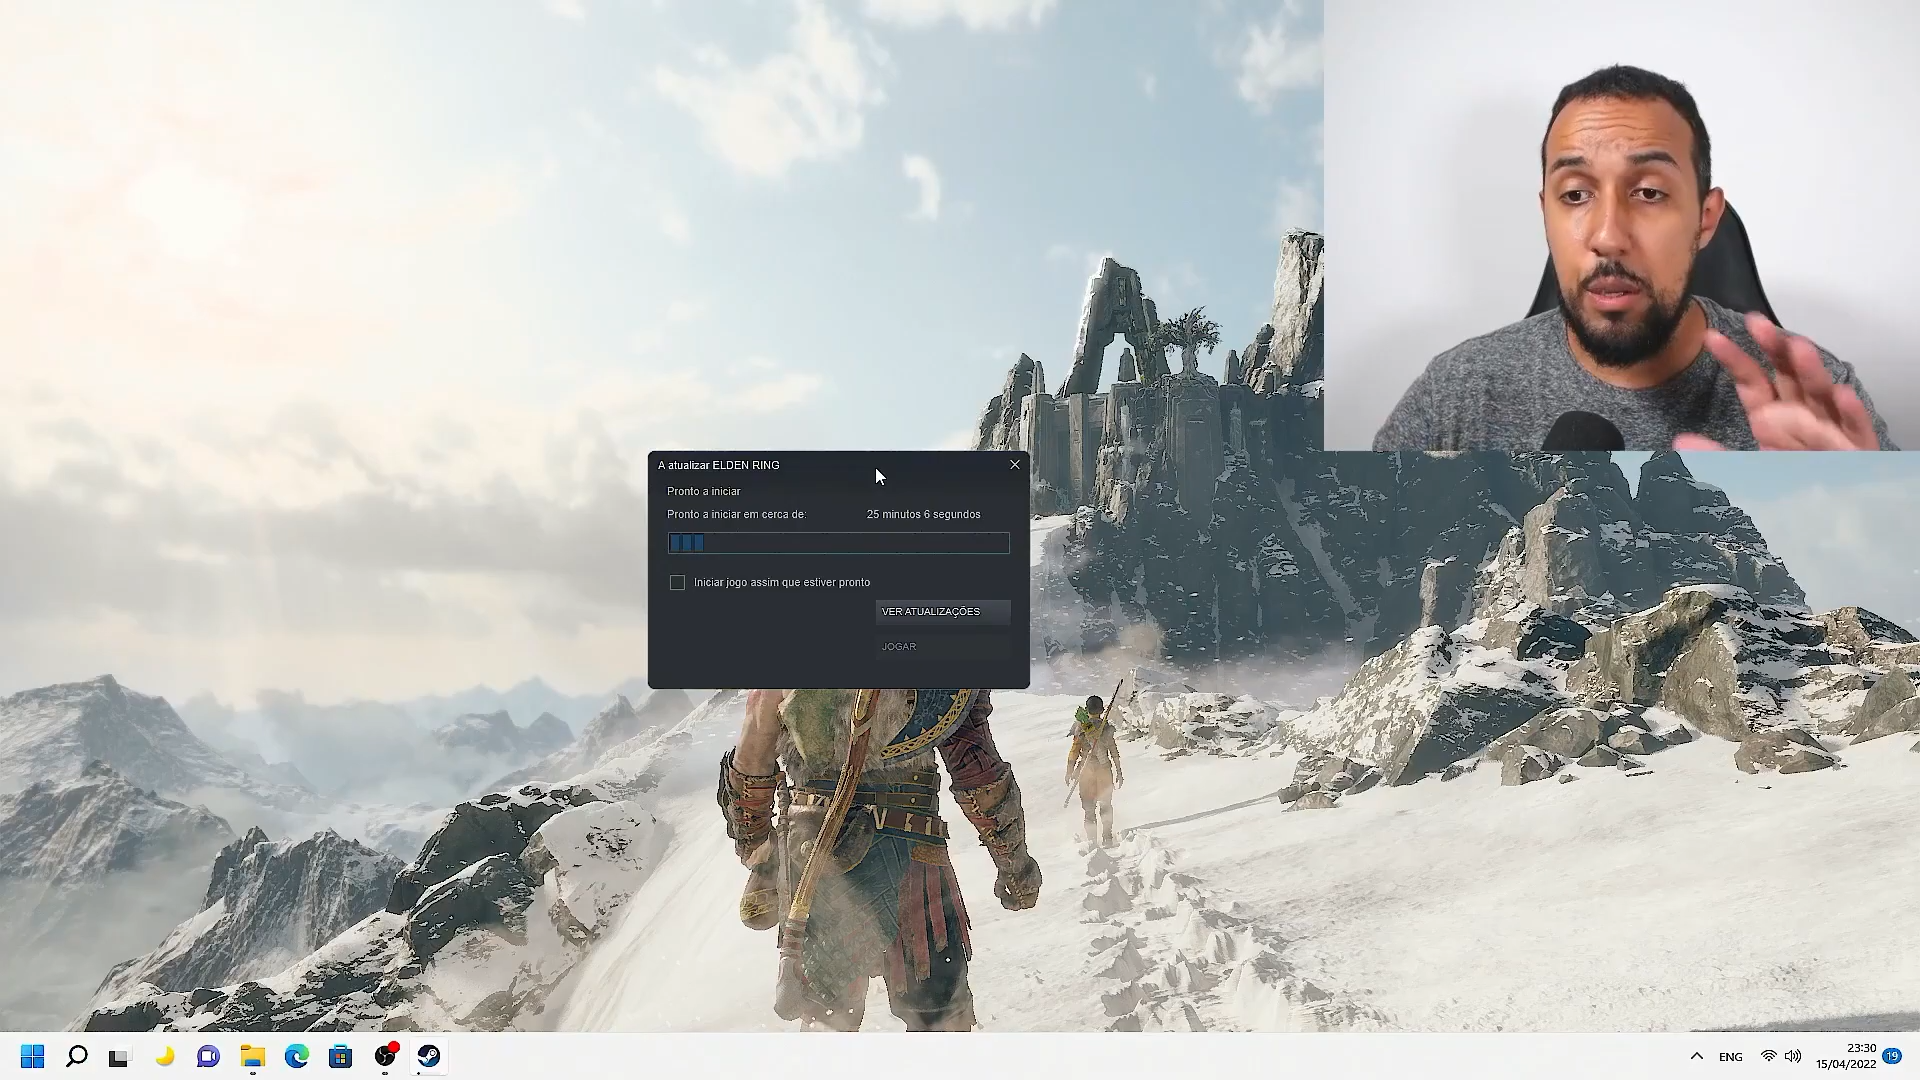 A atualizar ELDEN RING
Pronto a iniciar
Pronto a iniciar em cerca de: 25 minutos 6 segundos
Iniciar jogo assim que estiver pronto
VER ATUALIZAÇÕES
JOGAR
ENG
23:30
15/04/2022
19